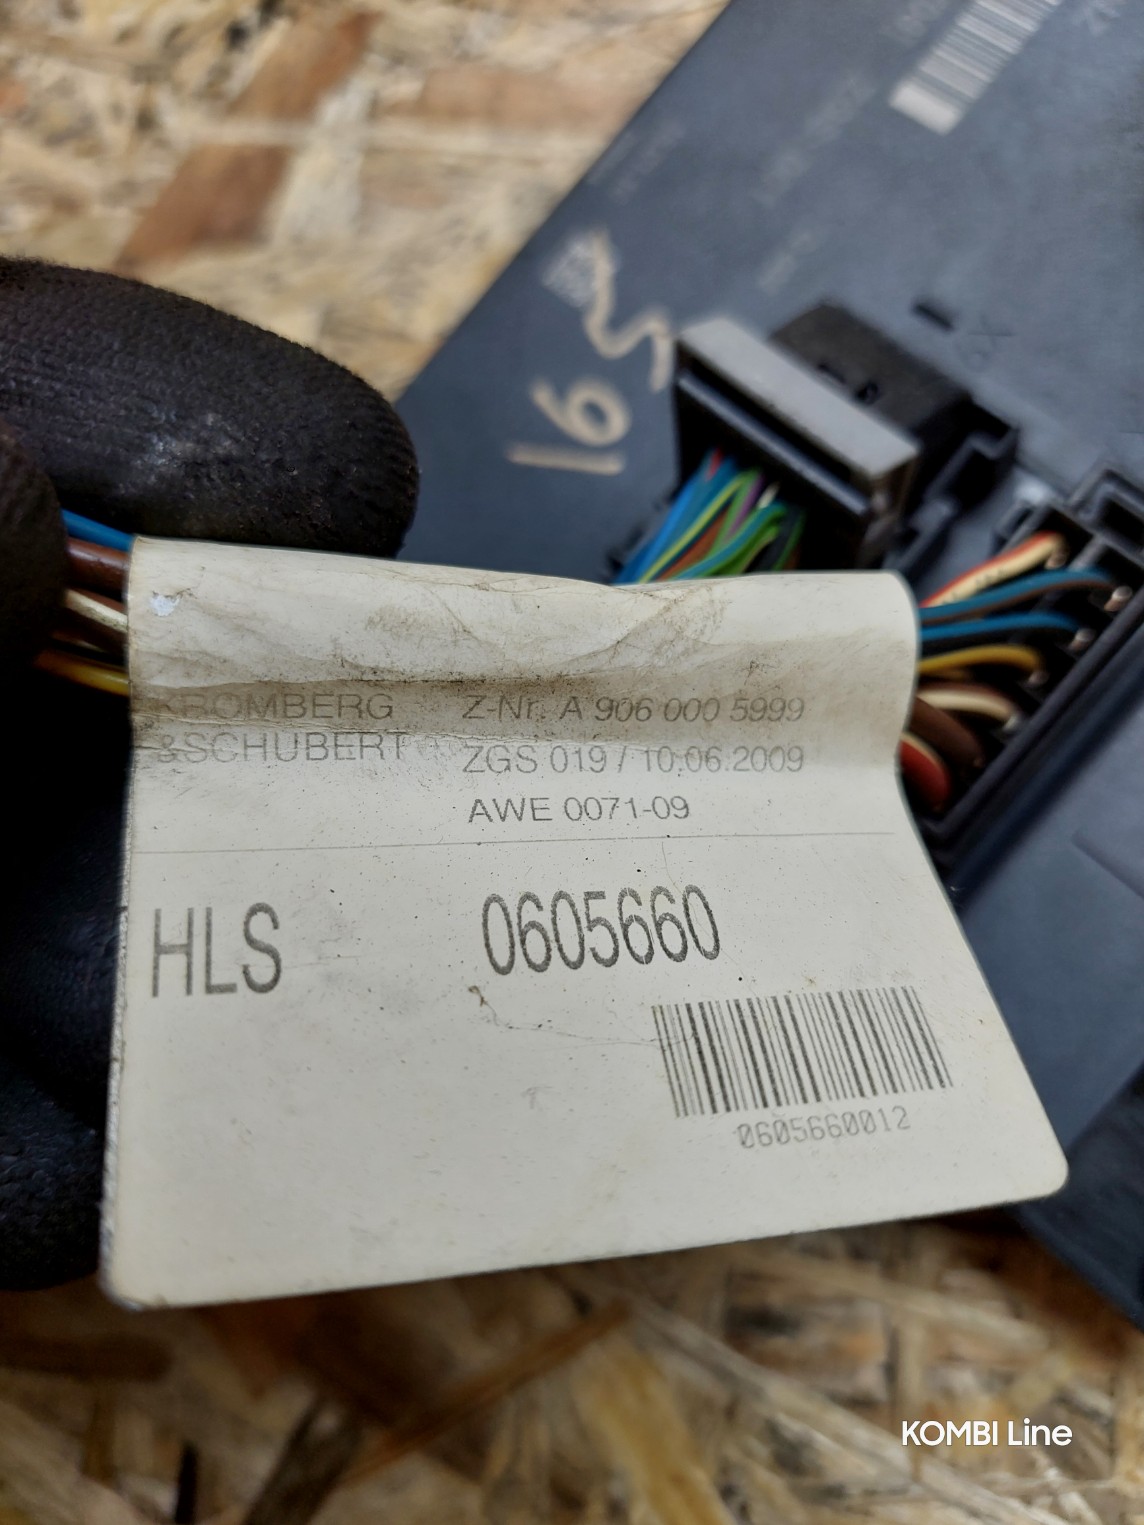 165
KROMBERG
&SCHUBERT
Z-Nr. A 906 000 5999
ZGS 019 / 10.06.2009
AWE 0071-09
HLS
0605660
0605660012
KOMBI Line